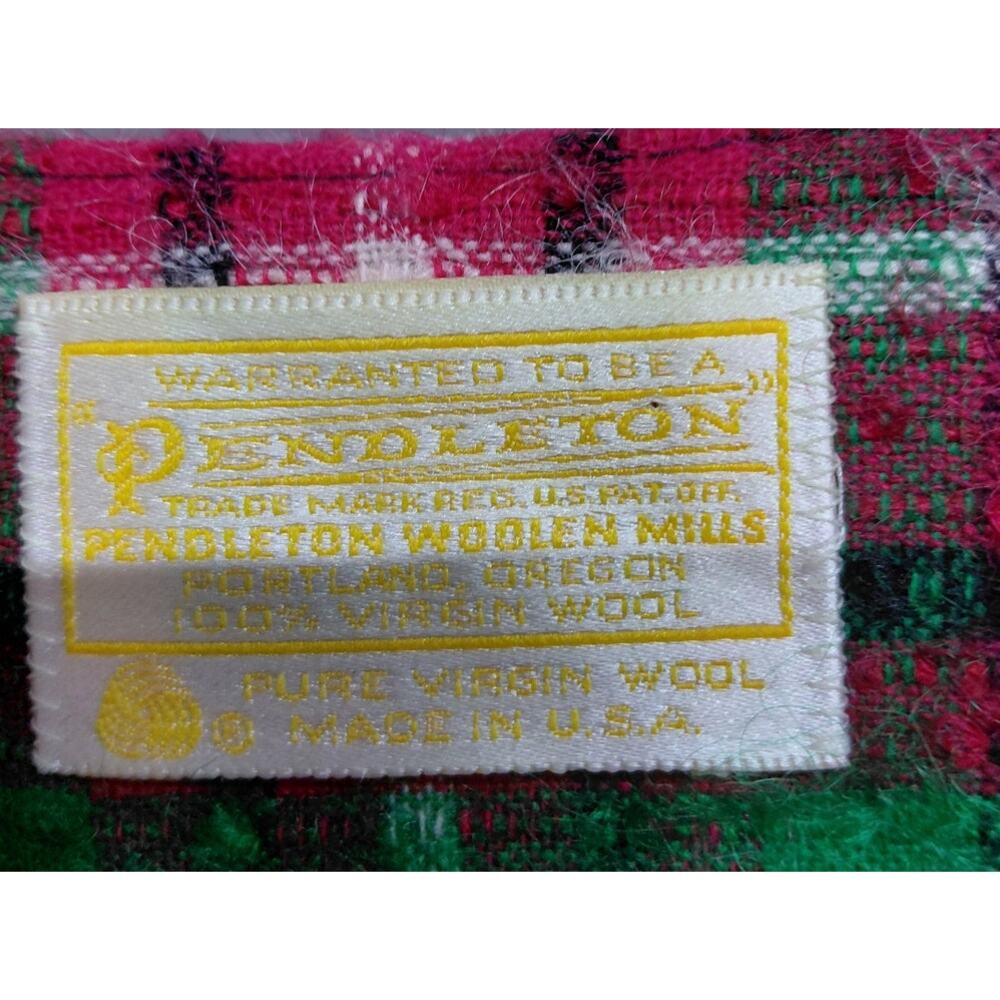 WARRANTED TO BE A
"PENDLETON"
TRADE MARK REG. U.S. PAT. OFF.
PENDLETON WOOLEN MILLS
PORTLAND, OREGON
100% VIRGIN WOOL
® PURE VIRGIN WOOL
MADE IN U.S.A.